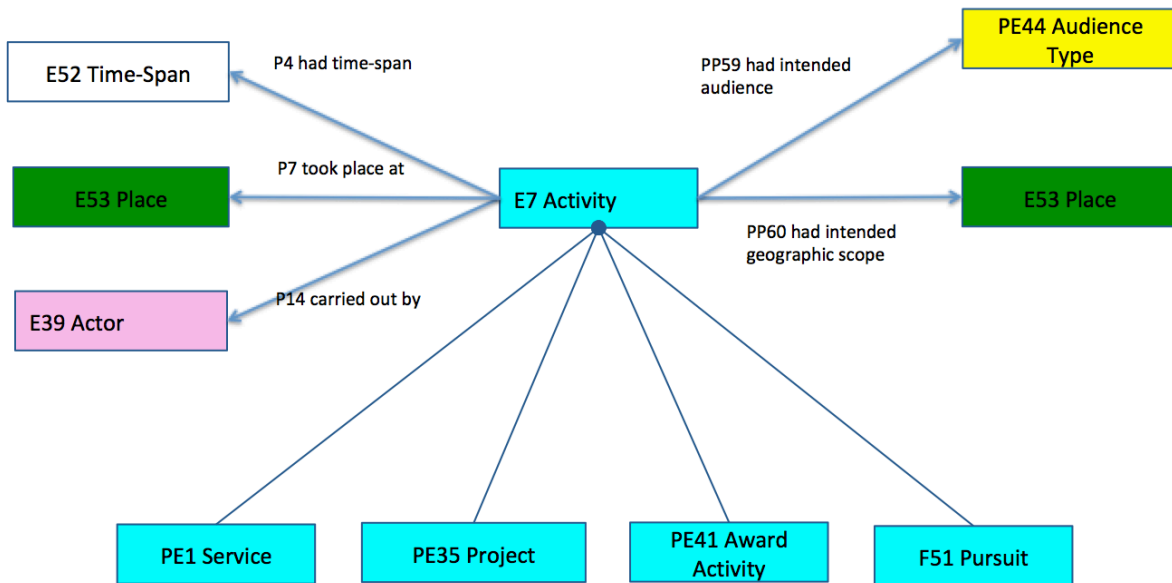 PE44 Audience
Type
E52 Time-Span
P4 had time-span
PP59 had intended
audience
P7 took place at
E53 Place
E7 Activity
E53 Place
PP60 had intended
geographic scope
P14 carried out by
E39 Actor
PE1 Service
PE35 Project
PE41 Award
Activity
F51 Pursuit